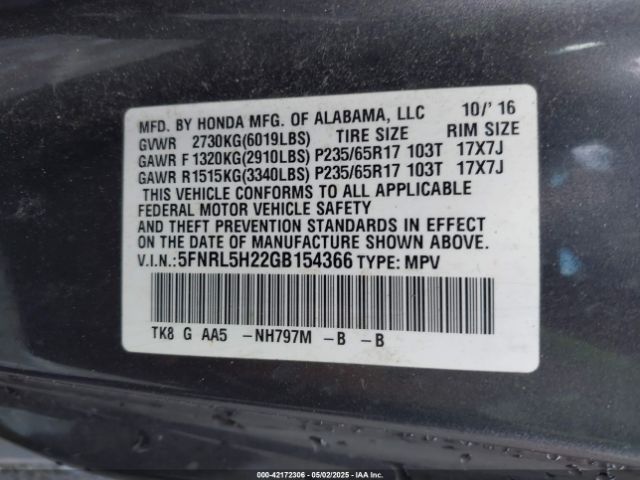 MFD. BY HONDA MFG. OF ALABAMA, LLC 10/'16
GVWR 2730KG(6019LBS) TIRE SIZE RIM SIZE
GAWR F 1320KG(2910LBS) P235/65R17 103T 17X7J
GAWR R1515KG(3340LBS) P235/65R17 103T 17X7J
THIS VEHICLE CONFORMS TO ALL APPLICABLE
FEDERAL MOTOR VEHICLE SAFETY
AND THEFT PREVENTION STANDARDS IN EFFECT
ON THE DATE OF MANUFACTURE SHOWN ABOVE.
V.I.N.:5FNRL5H22GB154366 TYPE: MPV
TK8 G AA5 -NH797M -B -B
000-42172306 - 05/02/2025 - IAA Inc.